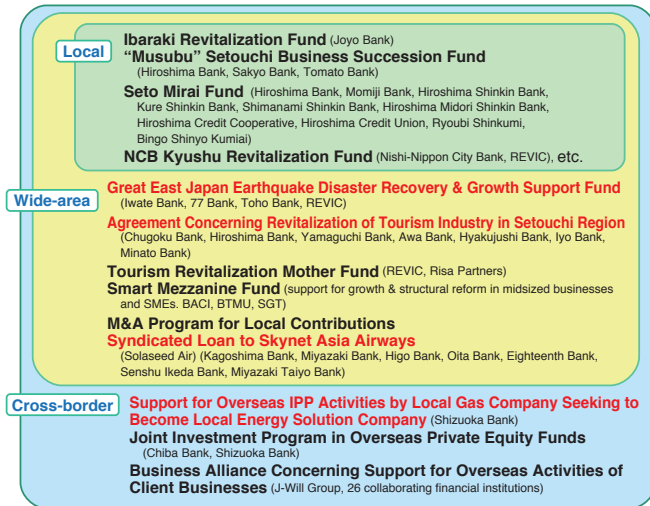 Local
Ibaraki Revitalization Fund (Joyo Bank)
“Musubu” Setouchi Business Succession Fund
(Hiroshima Bank, Sakyo Bank, Tomato Bank)
Seto Mirai Fund (Hiroshima Bank, Momiji Bank, Hiroshima Shinkin Bank,
Kure Shinkin Bank, Shimanami Shinkin Bank, Hiroshima Midori Shinkin Bank,
Hiroshima Credit Cooperative, Hiroshima Credit Union, Ryoubi Shinkumi,
Bingo Shinyo Kumiai)
NCB Kyushu Revitalization Fund (Nishi-Nippon City Bank, REVIC), etc.
Wide-area
Great East Japan Earthquake Disaster Recovery & Growth Support Fund
(Iwate Bank, 77 Bank, Toho Bank, REVIC)
Agreement Concerning Revitalization of Tourism Industry in Setouchi Region
(Chugoku Bank, Hiroshima Bank, Yamaguchi Bank, Awa Bank, Hyakujushi Bank, Iyo Bank,
Minato Bank)
Tourism Revitalization Mother Fund (REVIC, Risa Partners)
Smart Mezzanine Fund (support for growth & structural reform in midsized businesses
and SMEs. BACI, BTMU, SGT)
M&A Program for Local Contributions
Syndicated Loan to Skynet Asia Airways
(Solaseed Air) (Kagoshima Bank, Miyazaki Bank, Higo Bank, Oita Bank, Eighteenth Bank,
Senshu Ikeda Bank, Miyazaki Taiyo Bank)
Cross-border
Support for Overseas IPP Activities by Local Gas Company Seeking to
Become Local Energy Solution Company (Shizuoka Bank)
Joint Investment Program in Overseas Private Equity Funds
(Chiba Bank, Shizuoka Bank)
Business Alliance Concerning Support for Overseas Activities of
Client Businesses (J-Will Group, 26 collaborating financial institutions)